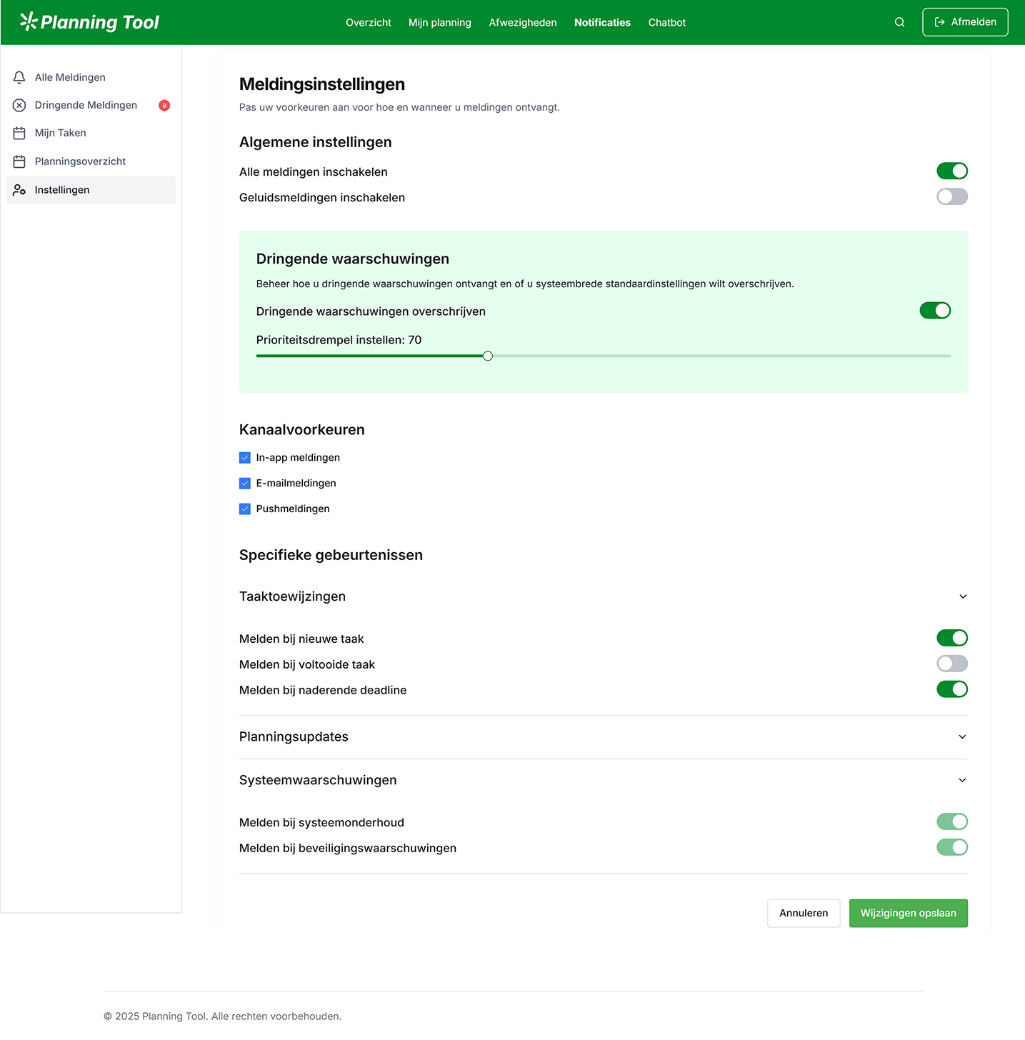 Planning Tool
Overzicht Mijn planning Afwezigheden Notificaties Chatbot
Afmelden
Alle Meldingen
Dringende Meldingen 9
Mijn Taken
Planningsoverzicht
Instellingen
Meldingsinstellingen
Pas uw voorkeuren aan voor hoe en wanneer u meldingen ontvangt.
Algemene instellingen
Alle meldingen inschakelen
Geluidsmeldingen inschakelen
Dringende waarschuwingen
Beheer hoe u dringende waarschuwingen ontvangt en of u systeembrede standaardinstellingen wilt overschrijven.
Dringende waarschuwingen overschrijven
Prioriteitsdrempel instellen: 70
Kanaalvoorkeuren
In-app meldingen
E-mailmeldingen
Pushmeldingen
Specifieke gebeurtenissen
Taaktoewijzingen
Melden bij nieuwe taak
Melden bij voltooide taak
Melden bij naderende deadline
Planningsupdates
Systeemwaarschuwingen
Melden bij systeemonderhoud
Melden bij beveiligingswaarschuwingen
Annuleren
Wijzigingen opslaan
© 2025 Planning Tool. Alle rechten voorbehouden.